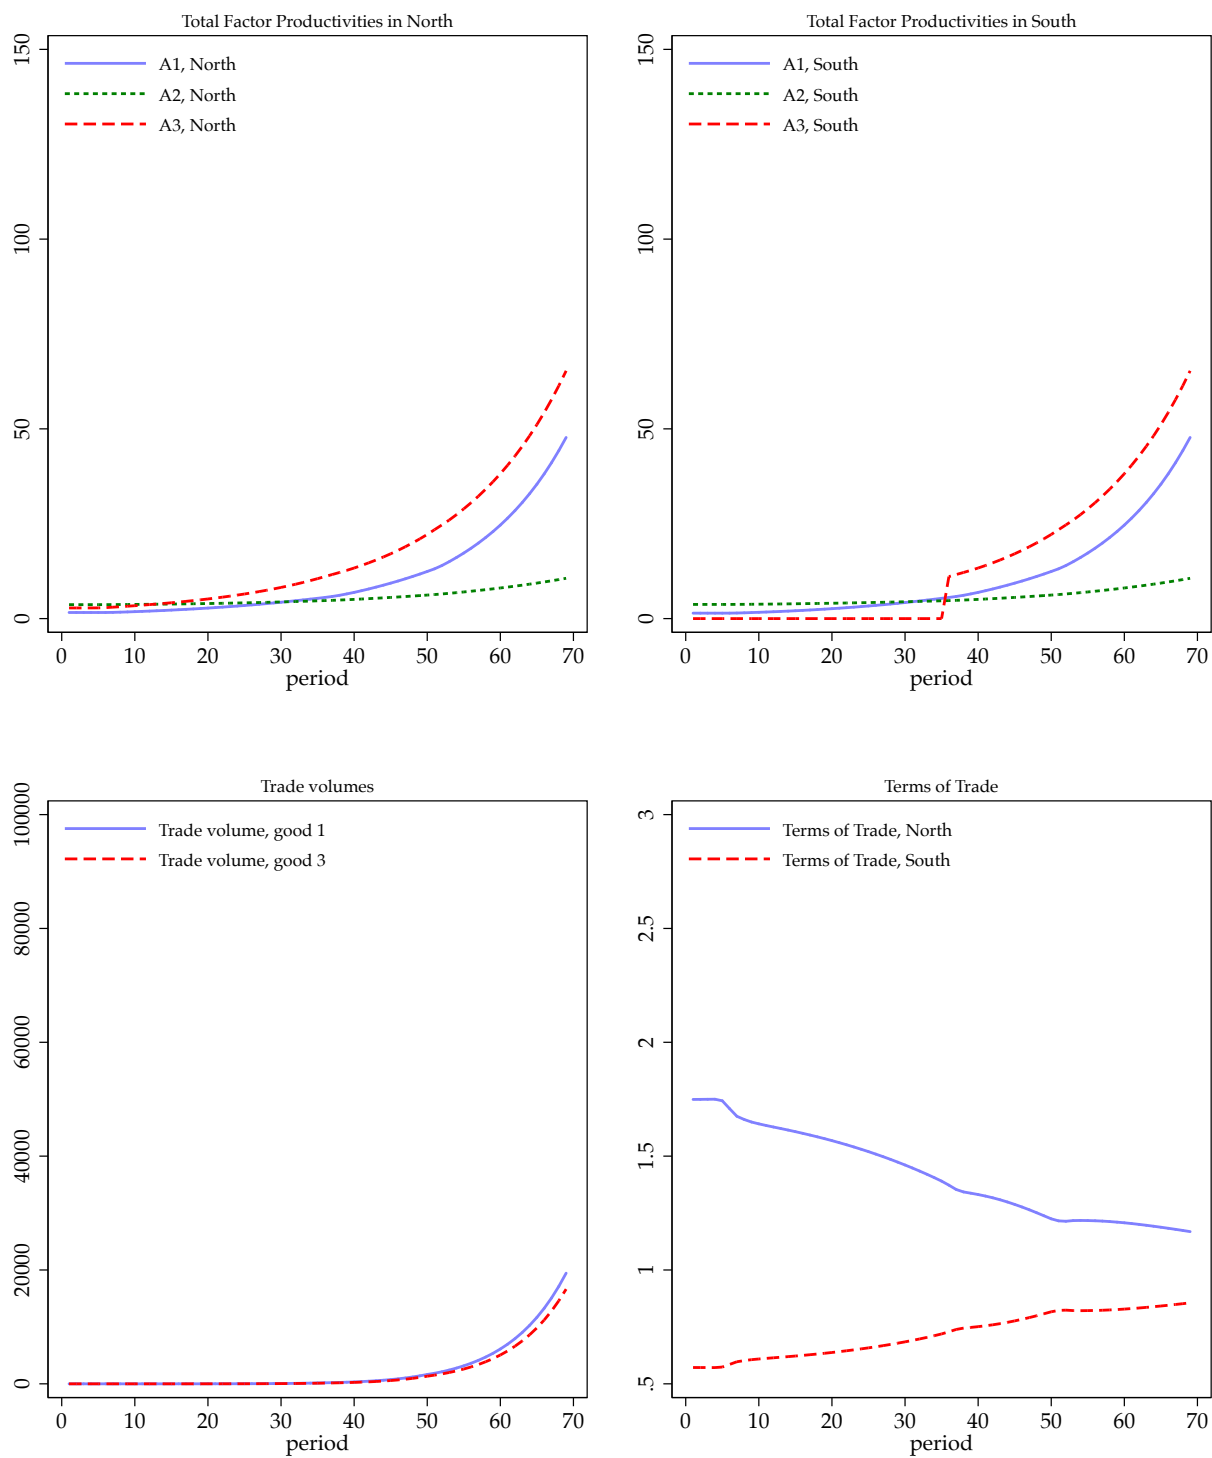 Total Factor Productivities in North
150
100
50
0
A1, North
A2, North
A3, North
0 10 20 30 40 50 60 70
period
Total Factor Productivities in South
150
100
50
0
A1, South
A2, South
A3, South
0 10 20 30 40 50 60 70
period
Trade volumes
100000
80000
60000
40000
20000
0
Trade volume, good 1
Trade volume, good 3
0 10 20 30 40 50 60 70
period
Terms of Trade
3
2.5
2
1.5
1
.5
Terms of Trade, North
Terms of Trade, South
0 10 20 30 40 50 60 70
period